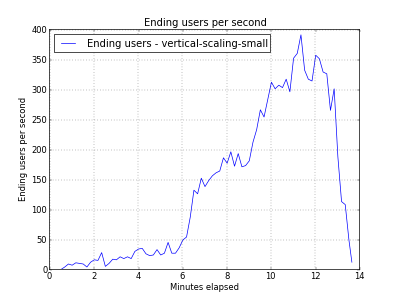 Ending users per second
Ending users - vertical-scaling-small
Ending users per second
400
350
300
250
200
150
100
50
0
0 2 4 6 8 10 12 14
Minutes elapsed